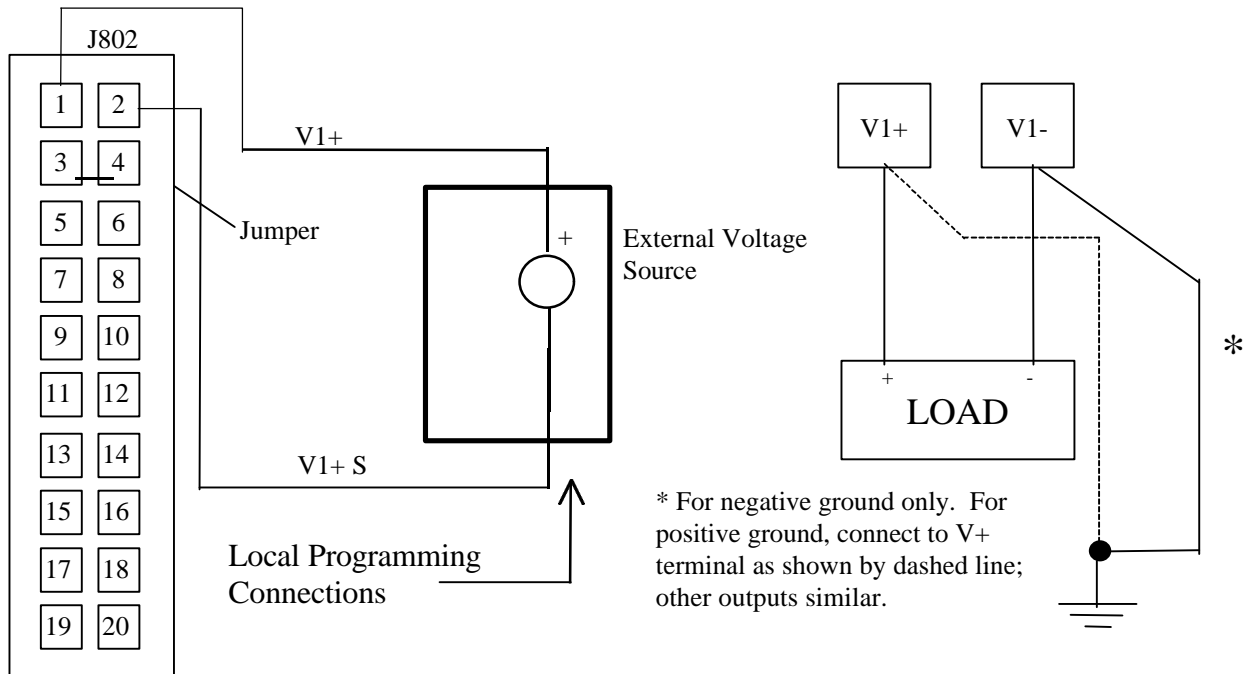 J802
1 2
3 4
5 6
7 8
9 10
11 12
13 14
15 16
17 18
19 20
V1+
Jumper
V1+ S
+
External Voltage
Source
Local Programming
Connections
V1+ V1-
+ -
LOAD
*
* For negative ground only. For
positive ground, connect to V+
terminal as shown by dashed line;
other outputs similar.